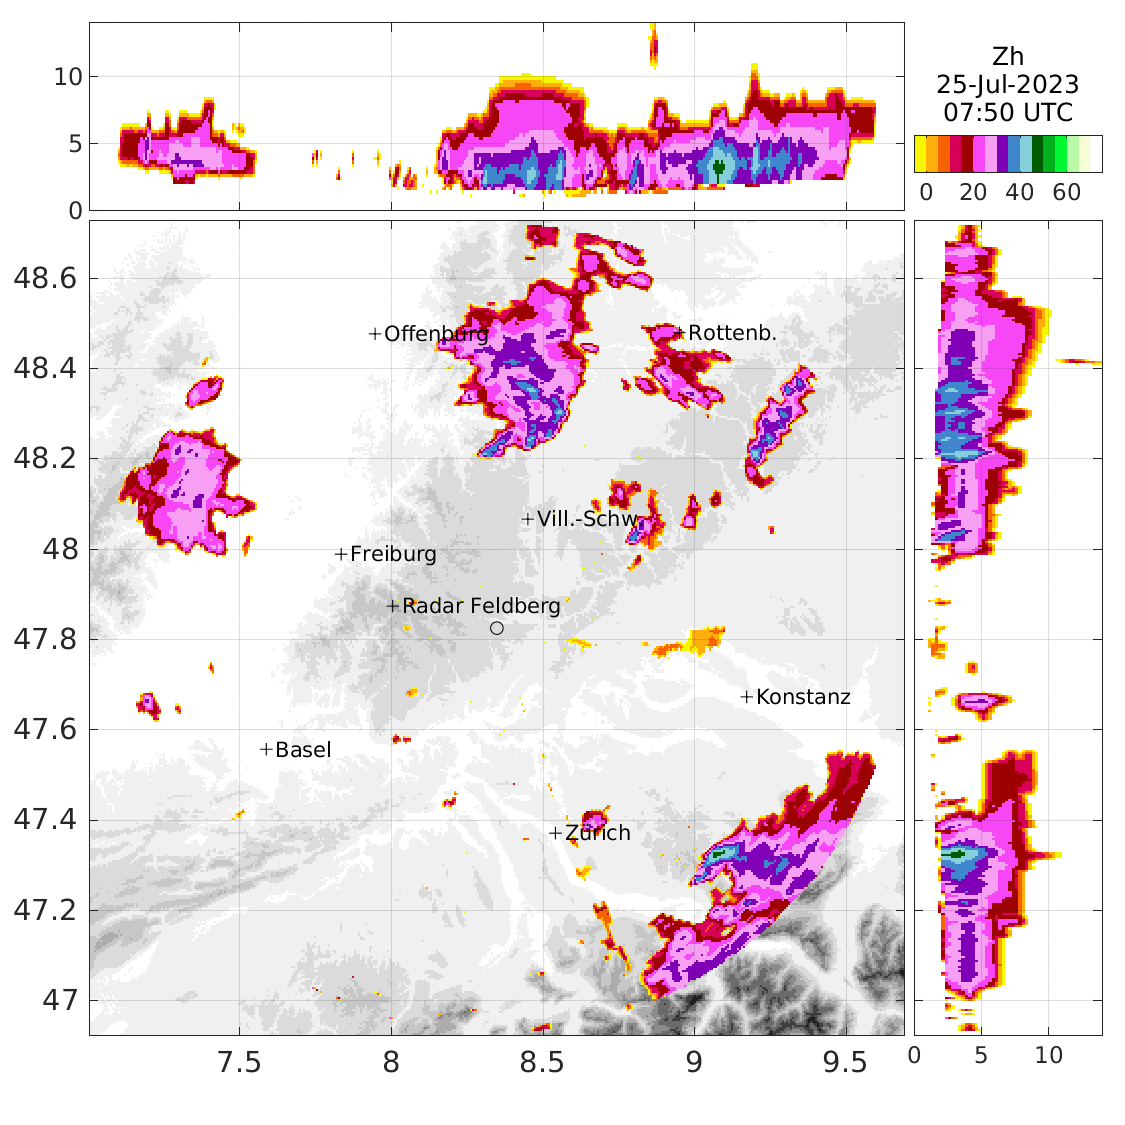 10
5
0
Zh
25-Jul-2023
07:50 UTC
0 20 40 60
48.6
48.4
48.2
48
47.8
47.6
47.4
47.2
47
+Offenburg
+Rottenb.
+Vill.-Schw.
+Freiburg
+Radar Feldberg
+Konstanz
+Basel
+Zürich
7.5 8 8.5 9 9.5
0 5 10